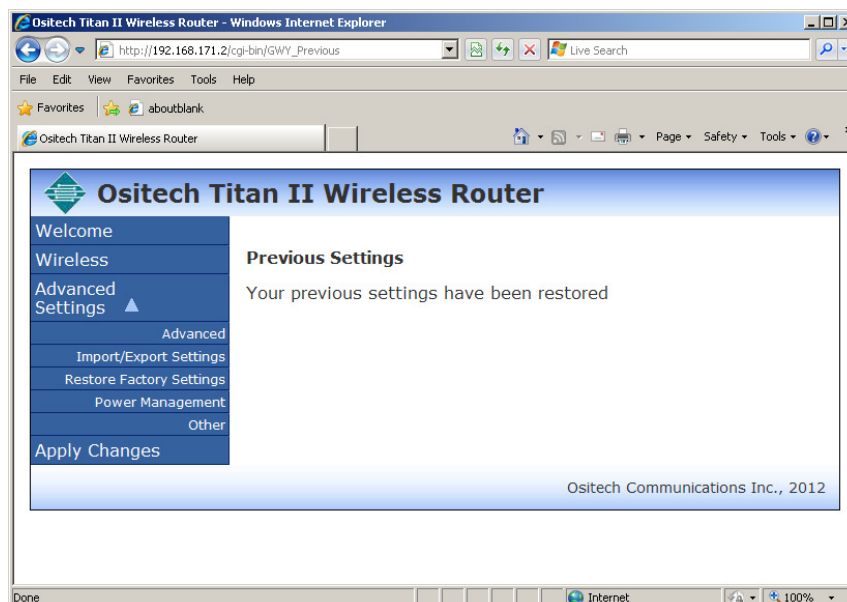 Ositech Titan II Wireless Router - Windows Internet Explorer
http://192.168.171.2/cgi-bin/GWY_Previous
Live Search
File Edit View Favorites Tools Help
Favorites aboutblank
Ositech Titan II Wireless Router
Page Safety Tools
Ositech Titan II Wireless Router
Welcome
Wireless
Advanced
Settings
Advanced
Import/Export Settings
Restore Factory Settings
Power Management
Other
Apply Changes
Previous Settings
Your previous settings have been restored
Ositech Communications Inc., 2012
Done Internet 100%